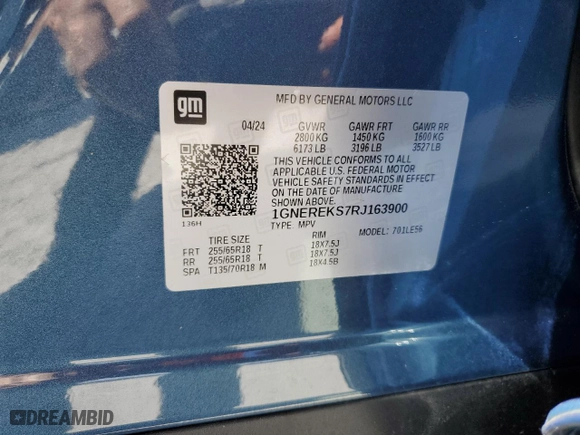 gm
MFD BY GENERAL MOTORS LLC
04/24 GVWR GAWR FRT GAWR RR
2800 KG 1450 KG 1600 KG
6173 LB 3196 LB 3527 LB
THIS VEHICLE CONFORMS TO ALL
APPLICABLE U.S. FEDERAL MOTOR
VEHICLE SAFETY STANDARDS IN EFFECT
ON THE DATE OF MANUFACTURE
SHOWN ABOVE.
136H 1GNEREKS7RJ163900
TYPE: MPV MODEL: 701LE56
TIRE SIZE RIM
FRT 255/65R18 T 18X7.5J
RR 255/65R18 T 18X7.5J
SPA T135/70R18 M 18X4.5B
DREAMBID